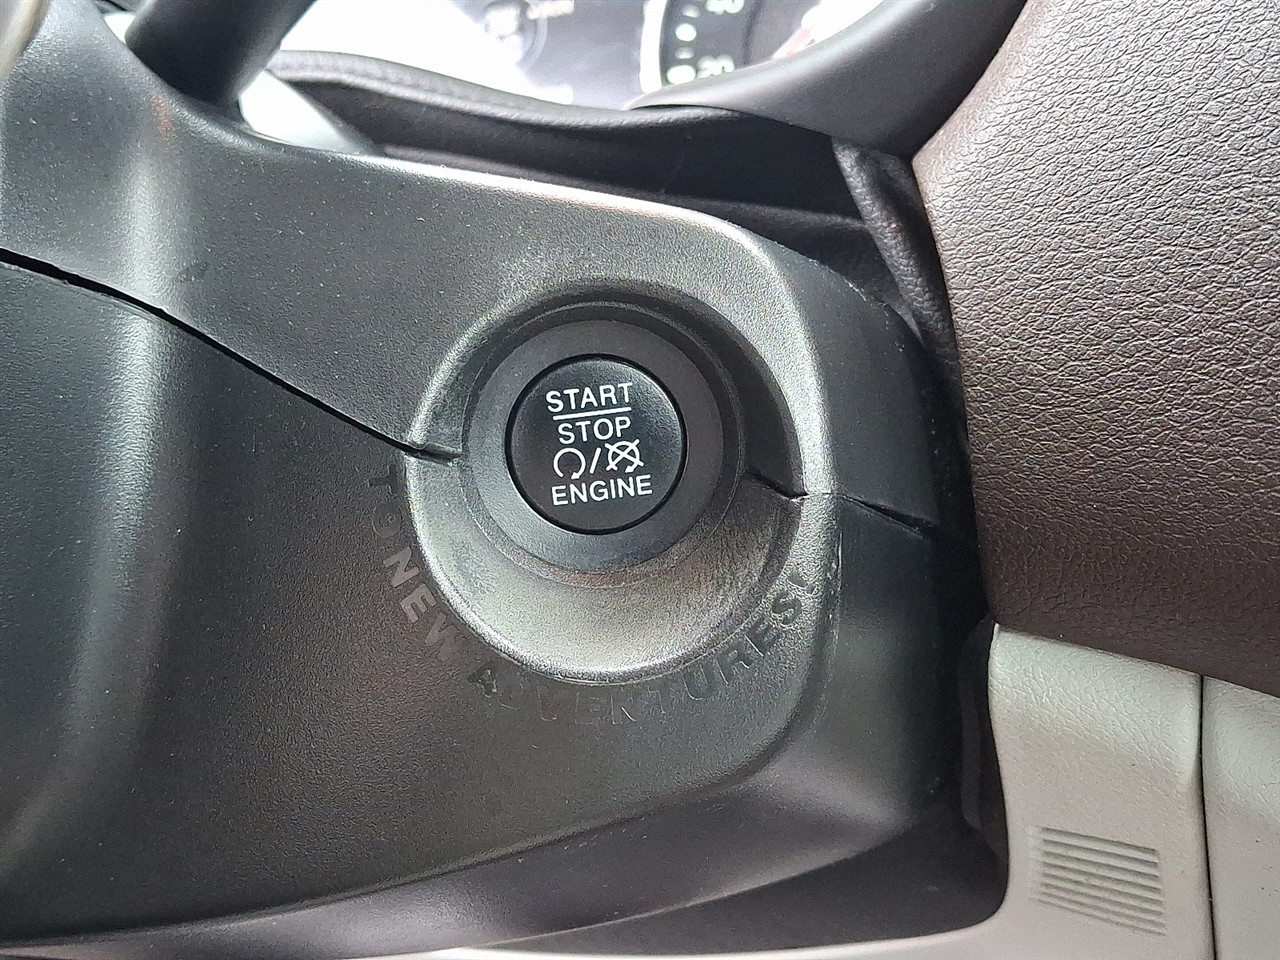 START
STOP
ENGINE
TO NEW ADVENTURES!